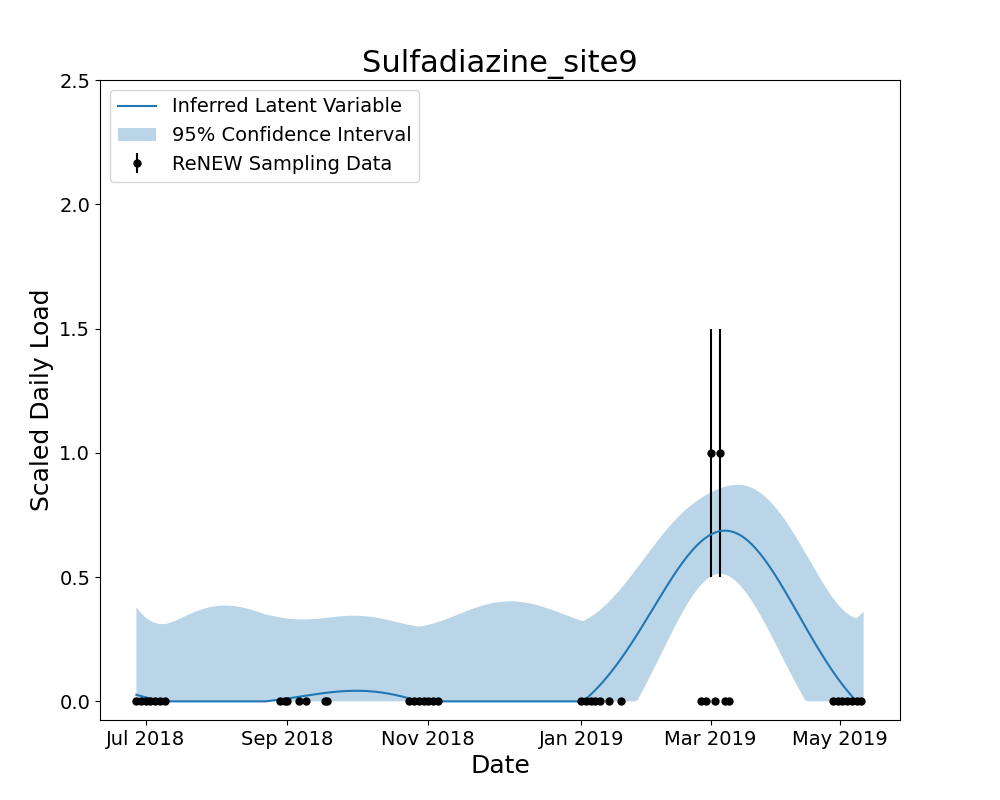 Sulfadiazine_site9
2.5
Inferred Latent Variable
95% Confidence Interval
ReNEW Sampling Data
2.0
1.5
1.0
0.5
0.0
Scaled Daily Load
Jul 2018 Sep 2018 Nov 2018 Jan 2019 Mar 2019 May 2019
Date